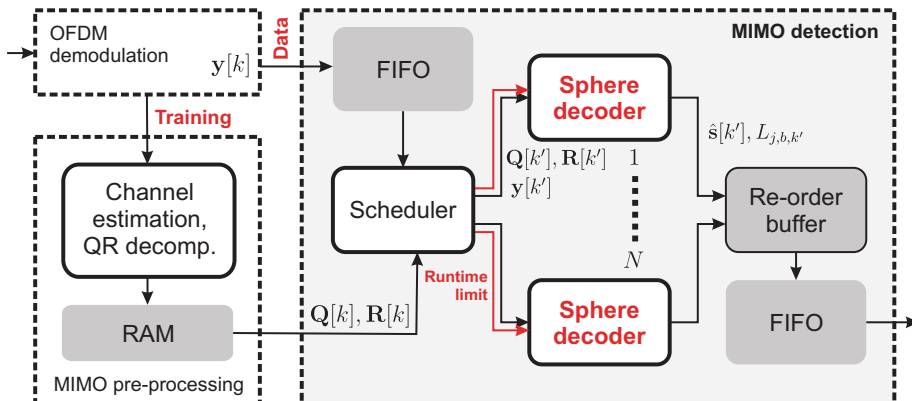 OFDM
demodulation
y[k]
Data
Training
MIMO detection
FIFO
Sphere
decoder
Q[k'], R[k']
y[k']
1
N
ŝ[k'], L_{j,b,k'}
Channel
estimation,
QR decomp.
Scheduler
Re-order
buffer
Runtime
limit
Sphere
decoder
RAM
Q[k], R[k]
FIFO
MIMO pre-processing